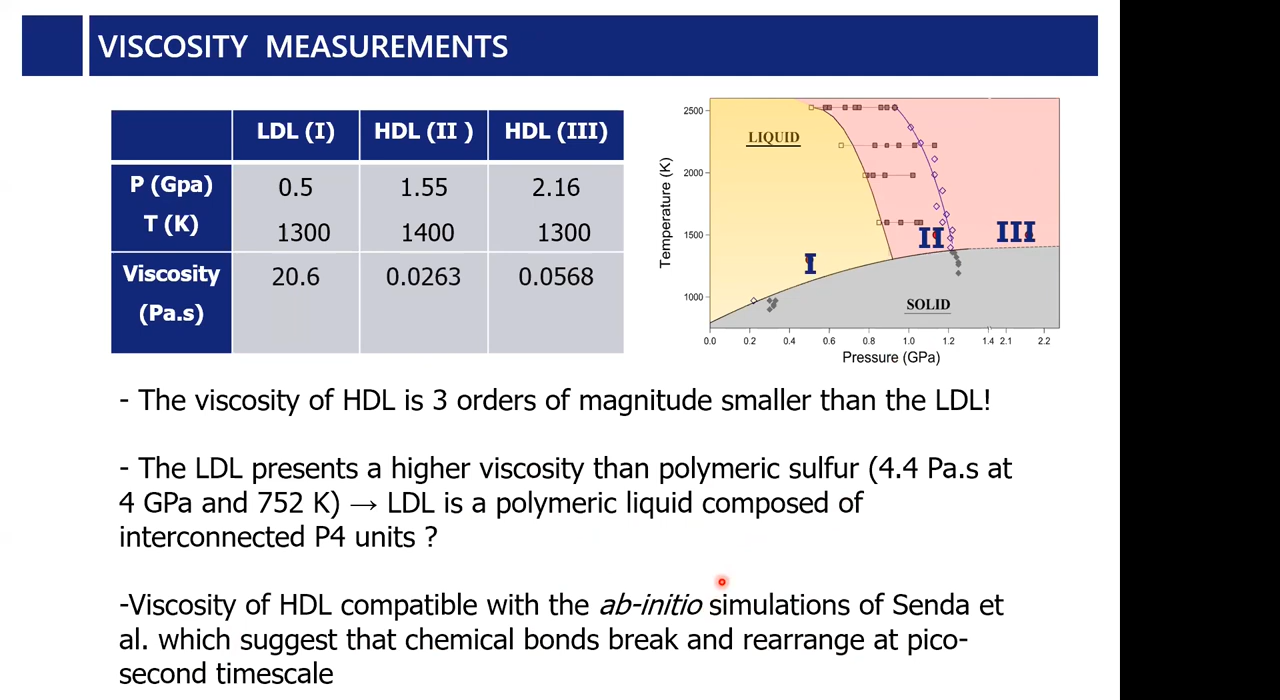 VISCOSITY MEASUREMENTS
LDL (I) HDL (II ) HDL (III)
P (Gpa) 0.5 1.55 2.16
T (K) 1300 1400 1300
Viscosity 20.6 0.0263 0.0568
(Pa.s)
Temperature (K)
2500
2000
1500
1000
LIQUID
I
II
III
SOLID
0.0 0.2 0.4 0.6 0.8 1.0 1.2 1.4 2.1 2.2
Pressure (GPa)
- The viscosity of HDL is 3 orders of magnitude smaller than the LDL!
- The LDL presents a higher viscosity than polymeric sulfur (4.4 Pa.s at
4 GPa and 752 K) → LDL is a polymeric liquid composed of
interconnected P4 units ?
-Viscosity of HDL compatible with the ab-initio simulations of Senda et
al. which suggest that chemical bonds break and rearrange at pico-
second timescale